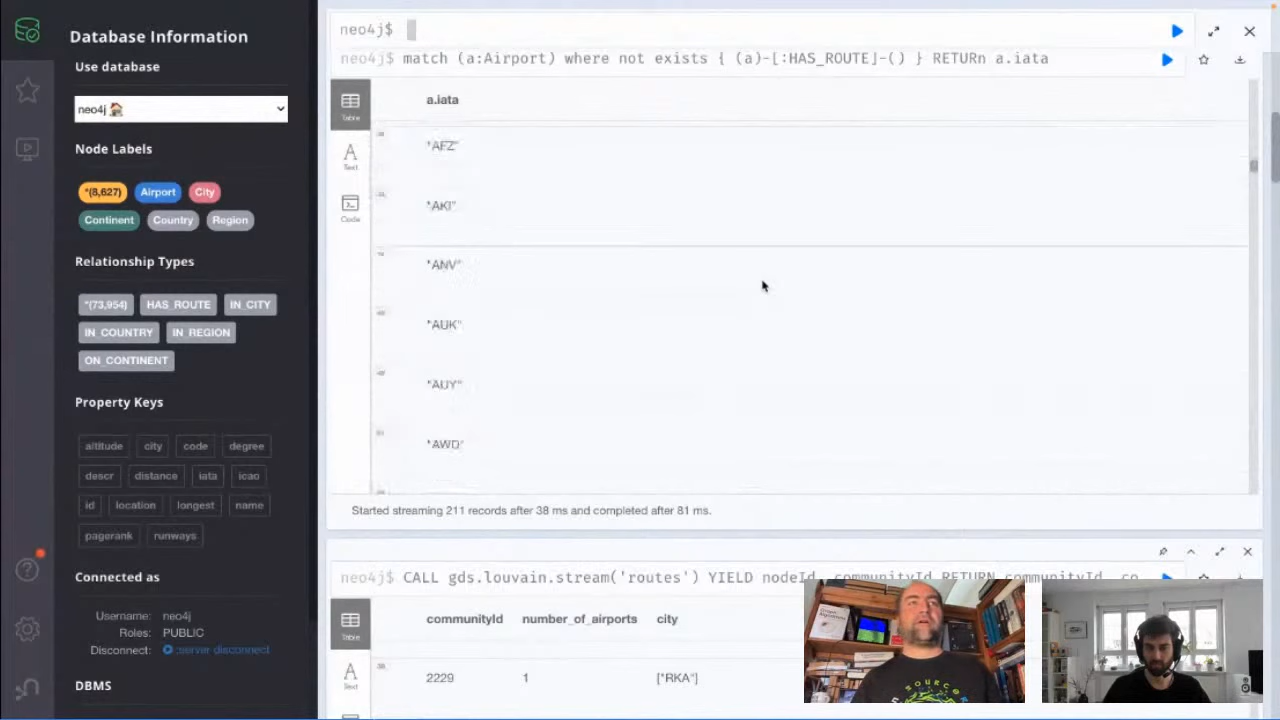 neo4j$
Database Information
neo4j$ match (a:Airport) where not exists { (a)-[:HAS_ROUTE]-() } RETURn a.iata
Use database
neo4j
a.iata
Table
Node Labels
"AFZ"
Text
*(8,627) Airport City
"AKI"
Code
Continent Country Region
Relationship Types
"ANV"
*(73,954) HAS_ROUTE IN_CITY
"AUK"
IN_COUNTRY IN_REGION
ON_CONTINENT
"AUY"
Property Keys
altitude city code degree
"AWD"
descr distance iata icao
id location longest name
Started streaming 211 records after 38 ms and completed after 81 ms.
pagerank runways
Connected as
neo4j$ CALL gds.louvain.stream('routes') YIELD nodeId, communityId RETURN communityId, co
Username: neo4j
communityId number_of_airports city
Roles: PUBLIC
Table
Disconnect: :server disconnect
2229 1 ["RKA"]
DBMS